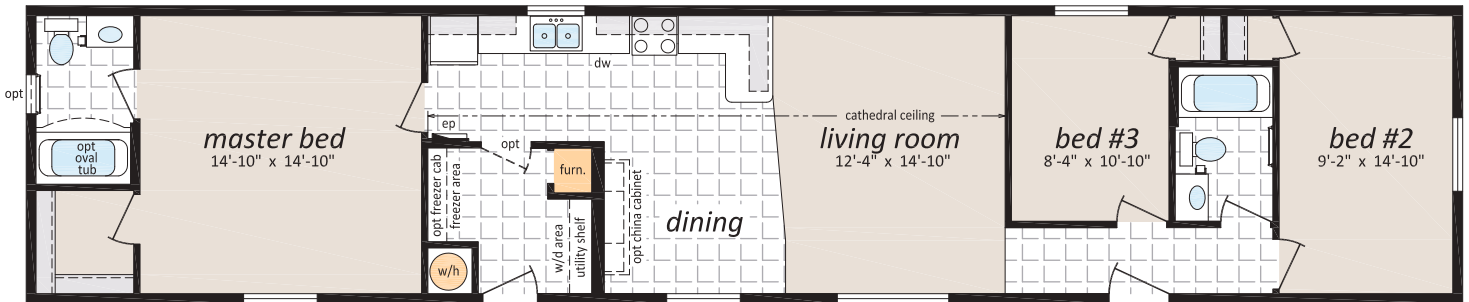 opt
opt
oval
tub
master bed
14'-10" x 14'-10"
dw
ep
opt
furn.
opt freezer cab
freezer area
w/h
w/d area
utility shelf
opt china cabinet
dining
cathedral ceiling
living room
12'-4" x 14'-10"
bed #3
8'-4" x 10'-10"
bed #2
9'-2" x 14'-10"